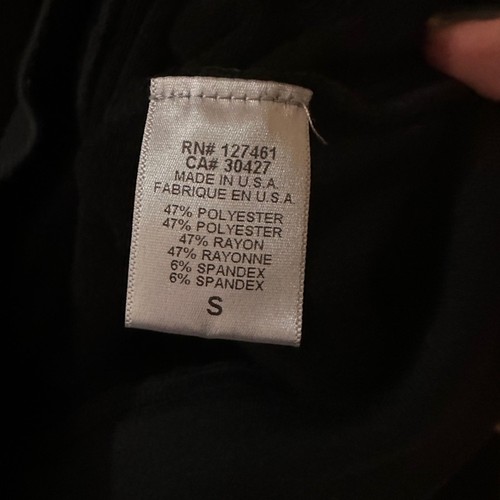 RN# 127461
CA# 30427
MADE IN U.S.A.
FABRIQUE EN U.S.A.
47% POLYESTER
47% POLYESTER
47% RAYON
47% RAYONNE
6% SPANDEX
6% SPANDEX
S